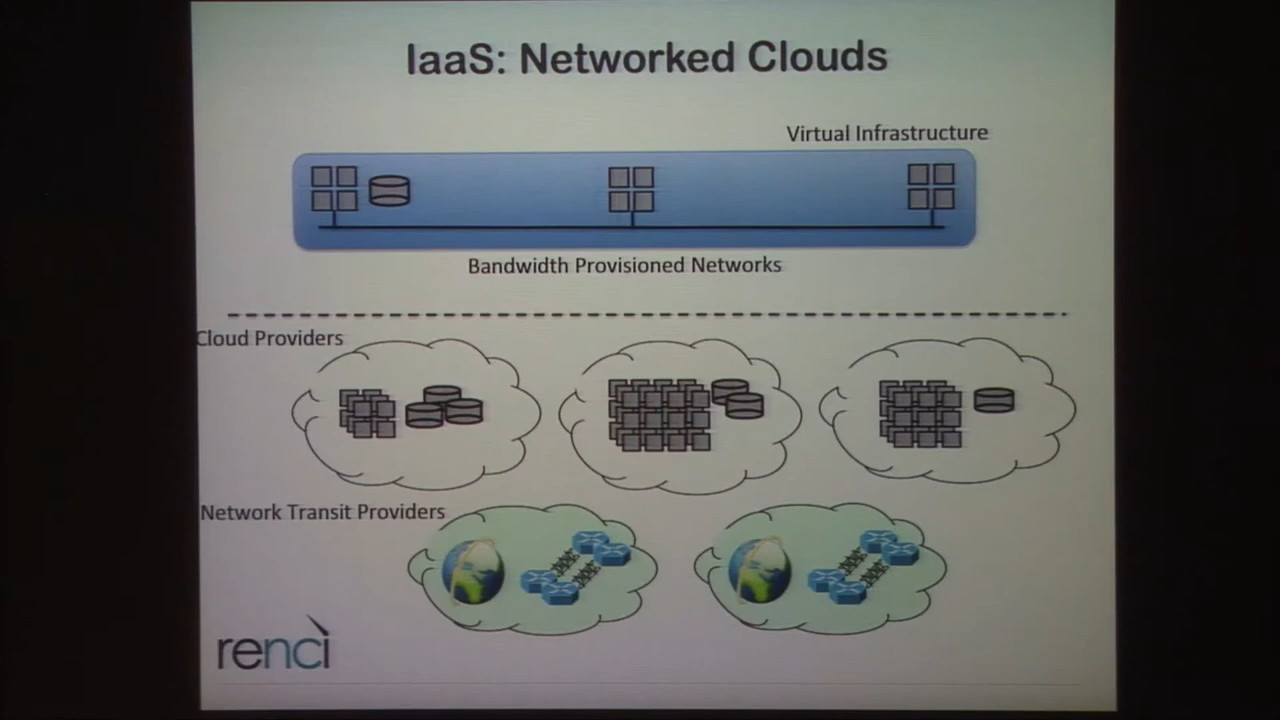 IaaS: Networked Clouds
Virtual Infrastructure
Bandwidth Provisioned Networks
Cloud Providers
Network Transit Providers
renci